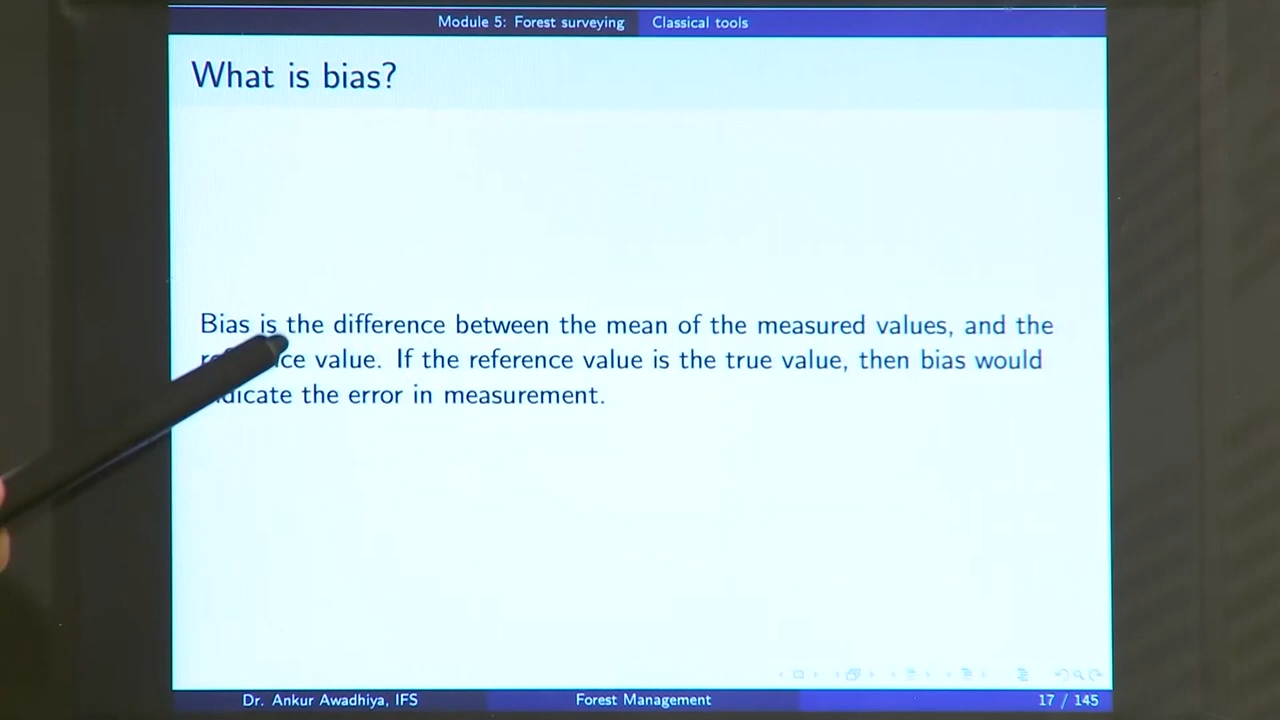 Module 5: Forest surveying Classical tools
What is bias?
Bias is the difference between the mean of the measured values, and the
value. If the reference value is the true value, then bias would
the error in measurement.
Dr. Ankur Awadhiya, IFS Forest Management 17 / 145